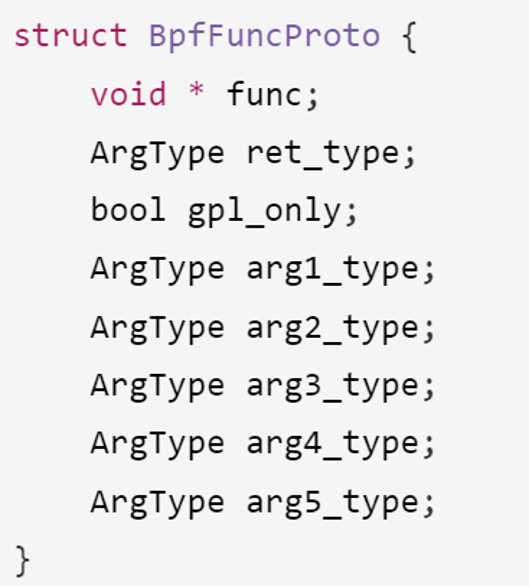 struct BpfFuncProto {
void * func;
ArgType ret_type;
bool gpl_only;
ArgType arg1_type;
ArgType arg2_type;
ArgType arg3_type;
ArgType arg4_type;
ArgType arg5_type;
}